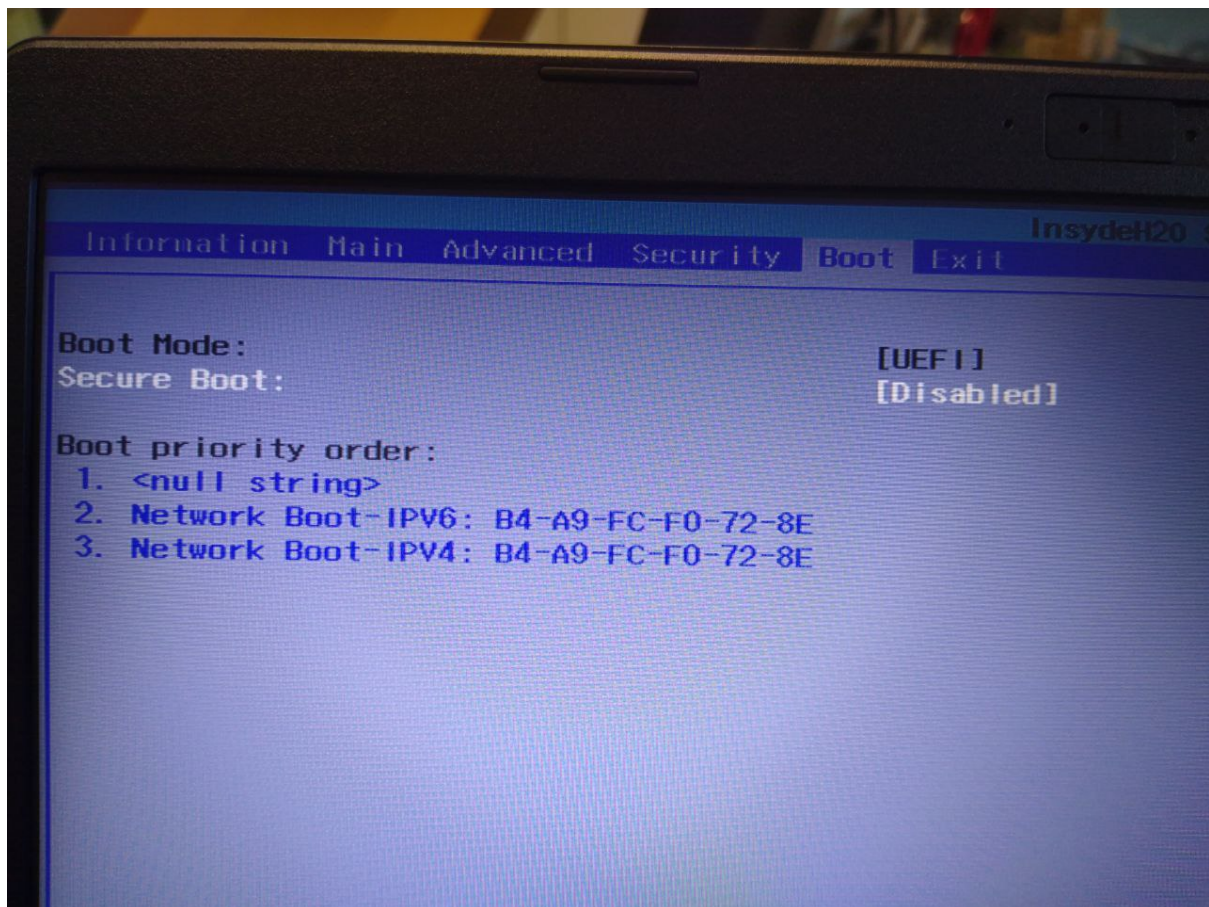 InsydeH20
Information Main Advanced Security Boot Exit
Boot Mode: [UEFI]
Secure Boot: [Disabled]
Boot priority order:
1. <null string>
2. Network Boot-IPV6: B4-A9-FC-F0-72-8E
3. Network Boot-IPV4: B4-A9-FC-F0-72-8E